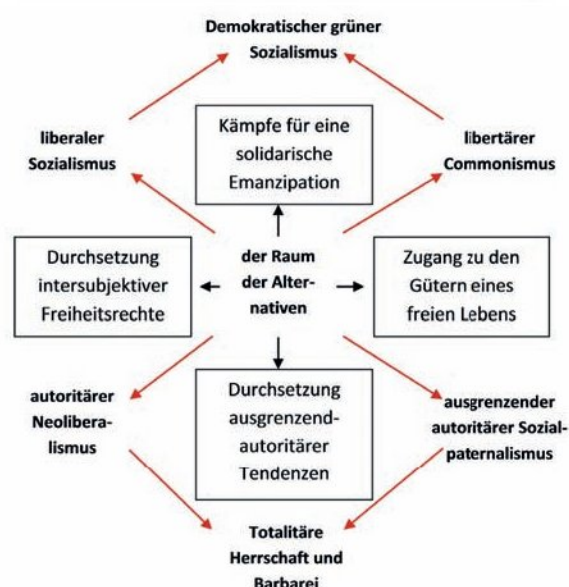 Demokratischer grüner
Sozialismus
Kämpfe für eine
solidarische
Emanzipation
liberaler
Sozialismus
libertärer
Commonismus
Durchsetzung
intersubjektiver
Freiheitsrechte
der Raum
der Alter-
nativen
Zugang zu den
Gütern eines
freien Lebens
autoritärer
Neolibera-
lismus
Durchsetzung
ausgrenzend-
autoritärer
Tendenzen
ausgrenzender
autoritärer Sozial-
paternalismus
Totalitäre
Herrschaft und
Barbarei